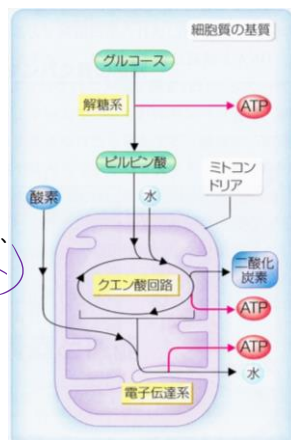 細胞質の基質
グルコース
解糖系
ATP
ピルビン酸
ミトコン
ドリア
酸素
水
クエン酸回路
二酸化
炭素
ATP
ATP
水
電子伝達系